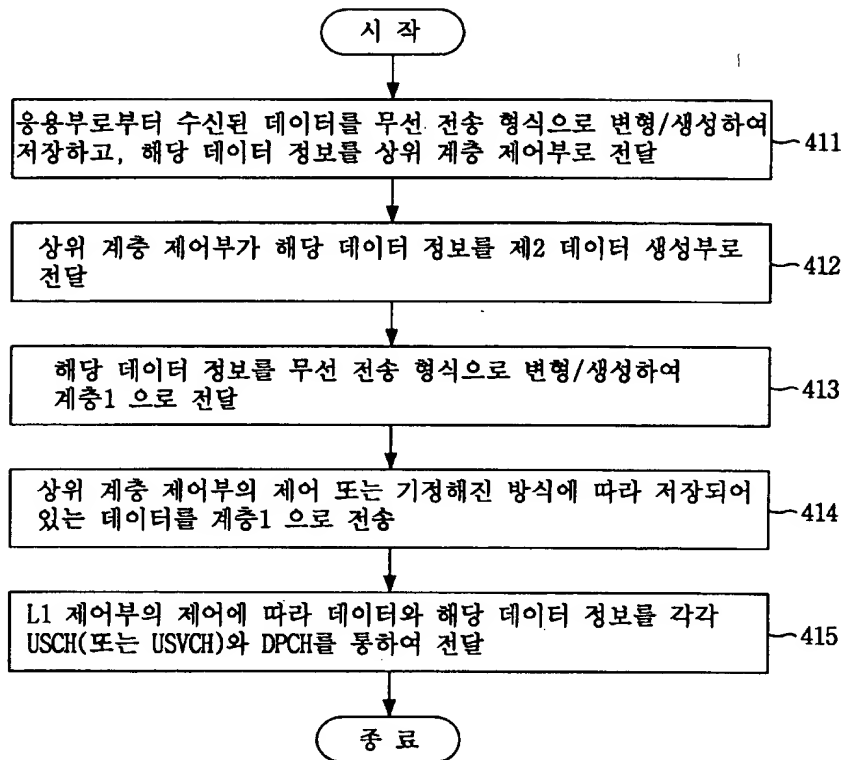 시 작
응용부로부터 수신된 데이터를 무선 전송 형식으로 변형/생성하여
저장하고, 해당 데이터 정보를 상위 계층 제어부로 전달
411
상위 계층 제어부가 해당 데이터 정보를 제2 데이터 생성부로
전달
412
해당 데이터 정보를 무선 전송 형식으로 변형/생성하여
계층1 으로 전달
413
상위 계층 제어부의 제어 또는 기정해진 방식에 따라 저장되어
있는 데이터를 계층1 으로 전송
414
L1 제어부의 제어에 따라 데이터와 해당 데이터 정보를 각각
USCH(또는 USVCH)와 DPCH를 통하여 전달
415
종 료